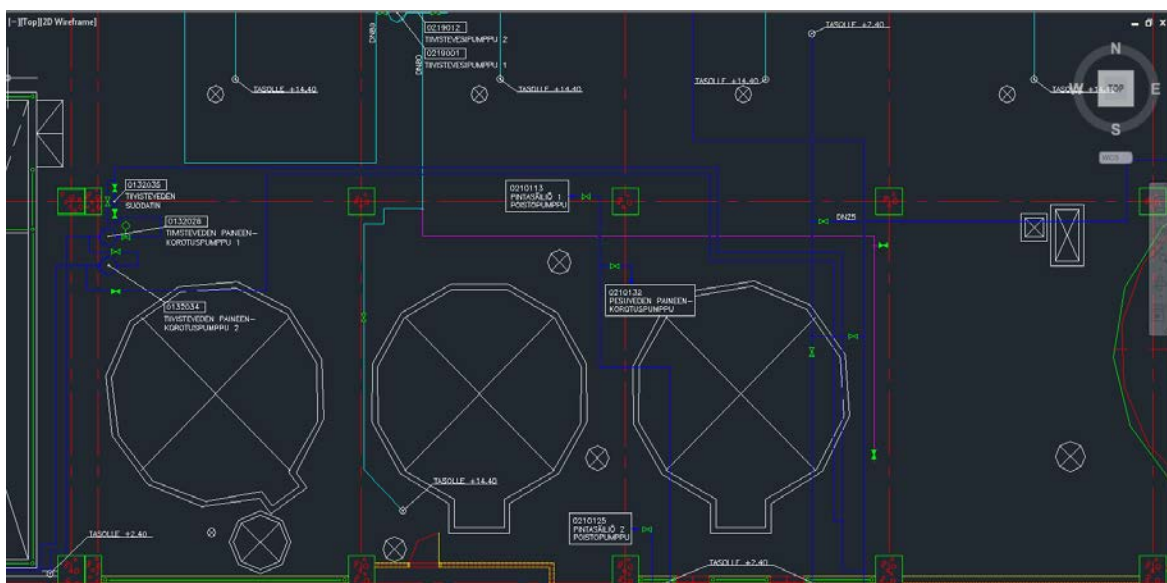 [-][Top][2D Wireframe]
0219012
TIIVISTEVESIPUMPPU 2
0219001
TIIVISTEVESIPUMPPU 1
DN80
DN80
TASOLLE +2.40
N
W
TOP
E
S
WCS
TASOLLE +14.40
TASOLLE +14.40
TASOLLE +14.40
0132035
TIIVISTEVEDEN
SUODATIN
0132028
TIIVISTEVEDEN PAINEEN-
KOROTUSPUMPPU 1
0210113
PINTASÄILIÖ 1
POISTOPUMPPU
DN25
0132034
TIIVISTEVEDEN PAINEEN-
KOROTUSPUMPPU 2
0210132
PESUVEDEN PAINEEN-
KOROTUSPUMPPU
TASOLLE +14.40
0210125
PINTASÄILIÖ 2
POISTOPUMPPU
TASOLLE +2.40
TASOLLE +2.40